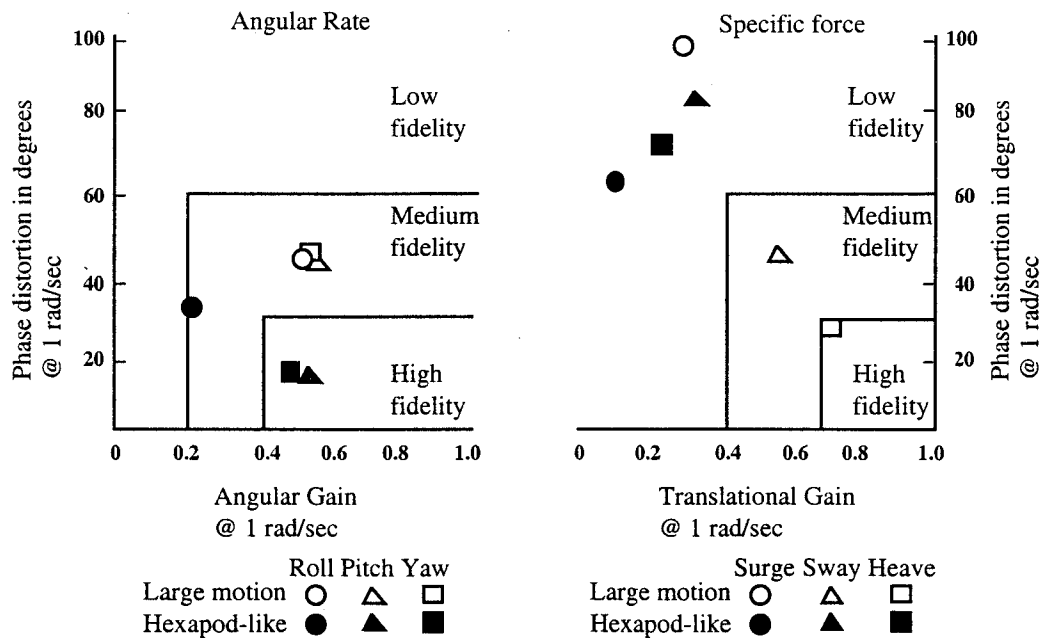 Angular Rate
100
80
60
40
20
Phase distortion in degrees
@ 1 rad/sec
Low
fidelity
Medium
fidelity
High
fidelity
0 0.2 0.4 0.6 0.8 1.0
Angular Gain
@ 1 rad/sec
Roll Pitch Yaw
Large motion
Hexapod-like
Specific force
100
80
60
40
20
Phase distortion in degrees
@ 1 rad/sec
Low
fidelity
Medium
fidelity
High
fidelity
0 0.2 0.4 0.6 0.8 1.0
Translational Gain
@ 1 rad/sec
Surge Sway Heave
Large motion
Hexapod-like